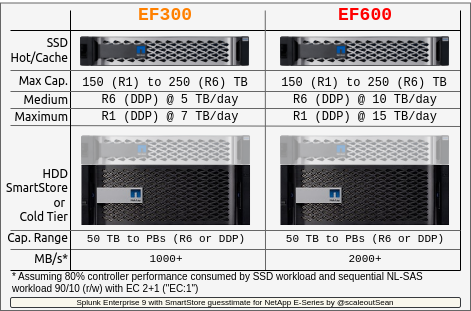 EF300 EF600
SSD
Hot/Cache
Max Cap. 150 (R1) to 250 (R6) TB 150 (R1) to 250 (R6) TB
Medium R6 (DDP) @ 5 TB/day R6 (DDP) @ 10 TB/day
Maximum R1 (DDP) @ 7 TB/day R1 (DDP) @ 15 TB/day
HDD
SmartStore
or
Cold Tier
Cap. Range 50 TB to PBs (R6 or DDP) 50 TB to PBs (R6 or DDP)
MB/s* 1000+ 2000+
* Assuming 80% controller performance consumed by SSD workload and sequential NL-SAS
workload 90/10 (r/w) with EC 2+1 ("EC:1")
Splunk Enterprise 9 with SmartStore guesstimate for NetApp E-Series by @scaleoutSean